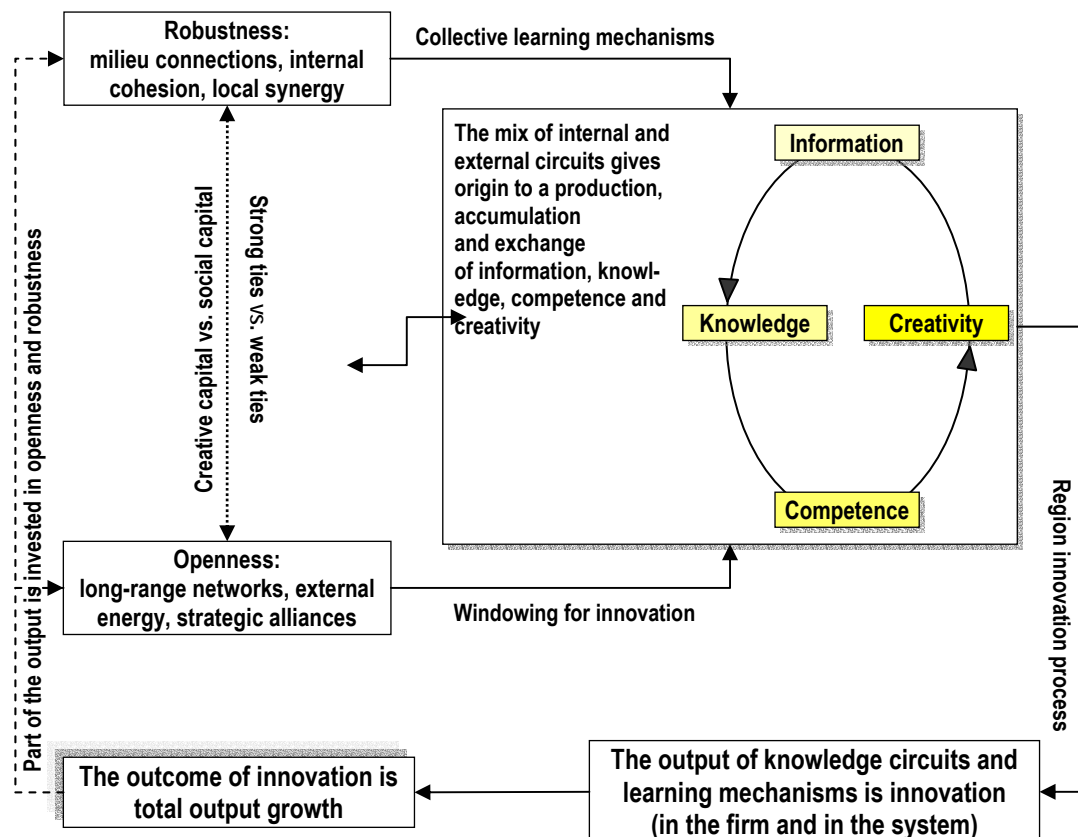 Robustness:
milieu connections, internal
cohesion, local synergy
Collective learning mechanisms
The mix of internal and
external circuits gives
origin to a production,
accumulation
and exchange
of information, knowl-
edge, competence and
creativity
Information
Knowledge
Creativity
Competence
Creative capital vs. social capital
Strong ties vs. weak ties
Part of the output is invested in openness and robustness
Openness:
long-range networks, external
energy, strategic alliances
Windowing for innovation
Region innovation process
The outcome of innovation is
total output growth
The output of knowledge circuits and
learning mechanisms is innovation
(in the firm and in the system)